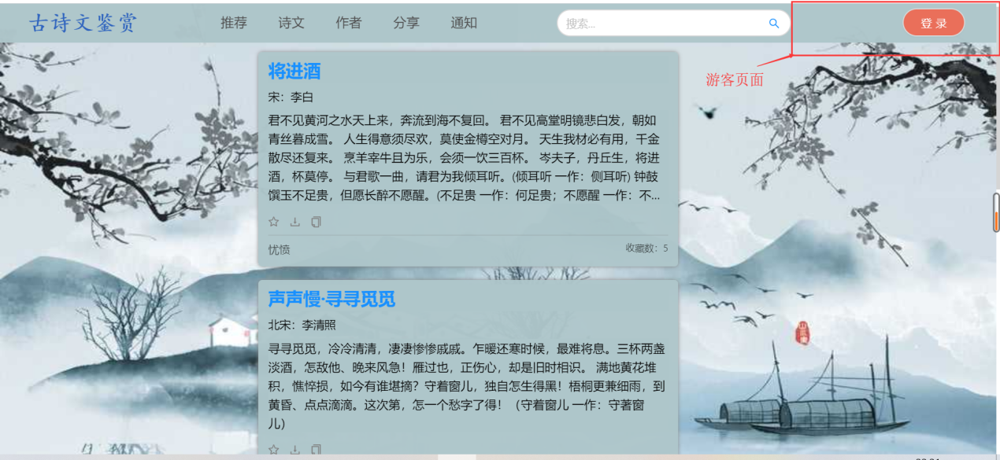 古诗文鉴赏 推荐 诗文 作者 分享 通知 搜索... 登 录
游客页面
将进酒
宋：李白
君不见黄河之水天上来，奔流到海不复回。 君不见高堂明镜悲白发，朝如
青丝暮成雪。 人生得意须尽欢，莫使金樽空对月。 天生我材必有用，千金
散尽还复来。 烹羊宰牛且为乐，会须一饮三百杯。 岑夫子，丹丘生，将进
酒，杯莫停。 与君歌一曲，请君为我倾耳听。(倾耳听 一作：侧耳听) 钟鼓
馔玉不足贵，但愿长醉不愿醒。(不足贵 一作：何足贵；不愿醒 一作：不...
忧愤 收藏数：5
声声慢·寻寻觅觅
北宋：李清照
寻寻觅觅，冷冷清清，凄凄惨惨戚戚。乍暖还寒时候，最难将息。三杯两盏
淡酒，怎敌他、晚来风急！雁过也，正伤心，却是旧时相识。 满地黄花堆
积，憔悴损，如今有谁堪摘？守着窗儿，独自怎生得黑！梧桐更兼细雨，到
黄昏、点点滴滴。这次第，怎一个愁字了得！（守着窗儿 一作：守著窗
儿）